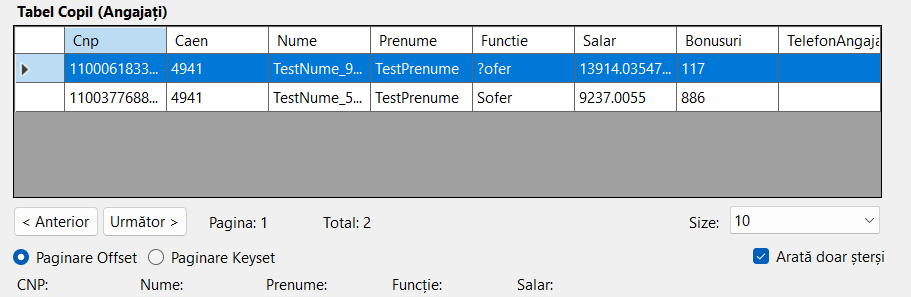 Tabel Copil (Angajați)
Cnp Caen Nume Prenume Functie Salar Bonusuri TelefonAngaja
1100061833... 4941 TestNume_9... TestPrenume ?ofer 13914.03547... 117
1100377688... 4941 TestNume_5... TestPrenume Sofer 9237.0055 886
< Anterior Următor > Pagina: 1 Total: 2 Size: 10
Paginare Offset Paginare Keyset Arată doar șterși
CNP: Nume: Prenume: Funcție: Salar: